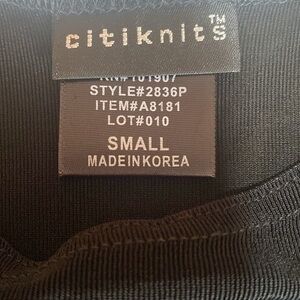 citiknits™
RN#101907
STYLE#2836P
ITEM#A8181
LOT#010
SMALL
MADEINKOREA